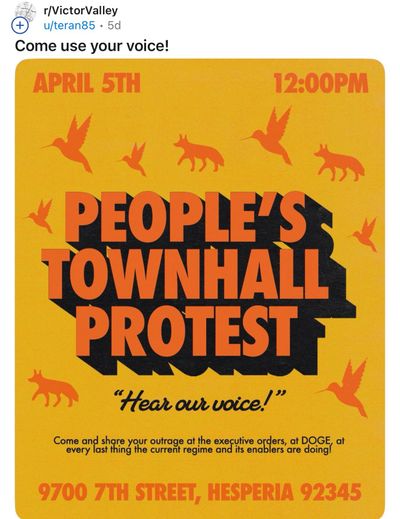 r/VictorValley
u/teran85 • 5d
Come use your voice!
APRIL 5TH
12:00PM
PEOPLE'S
TOWNHALL
PROTEST
"Hear our voice!"
Come and share your outrage at the executive orders, at DOGE, at
every last thing the current regime and its enablers are doing!
9700 7TH STREET, HESPERIA 92345